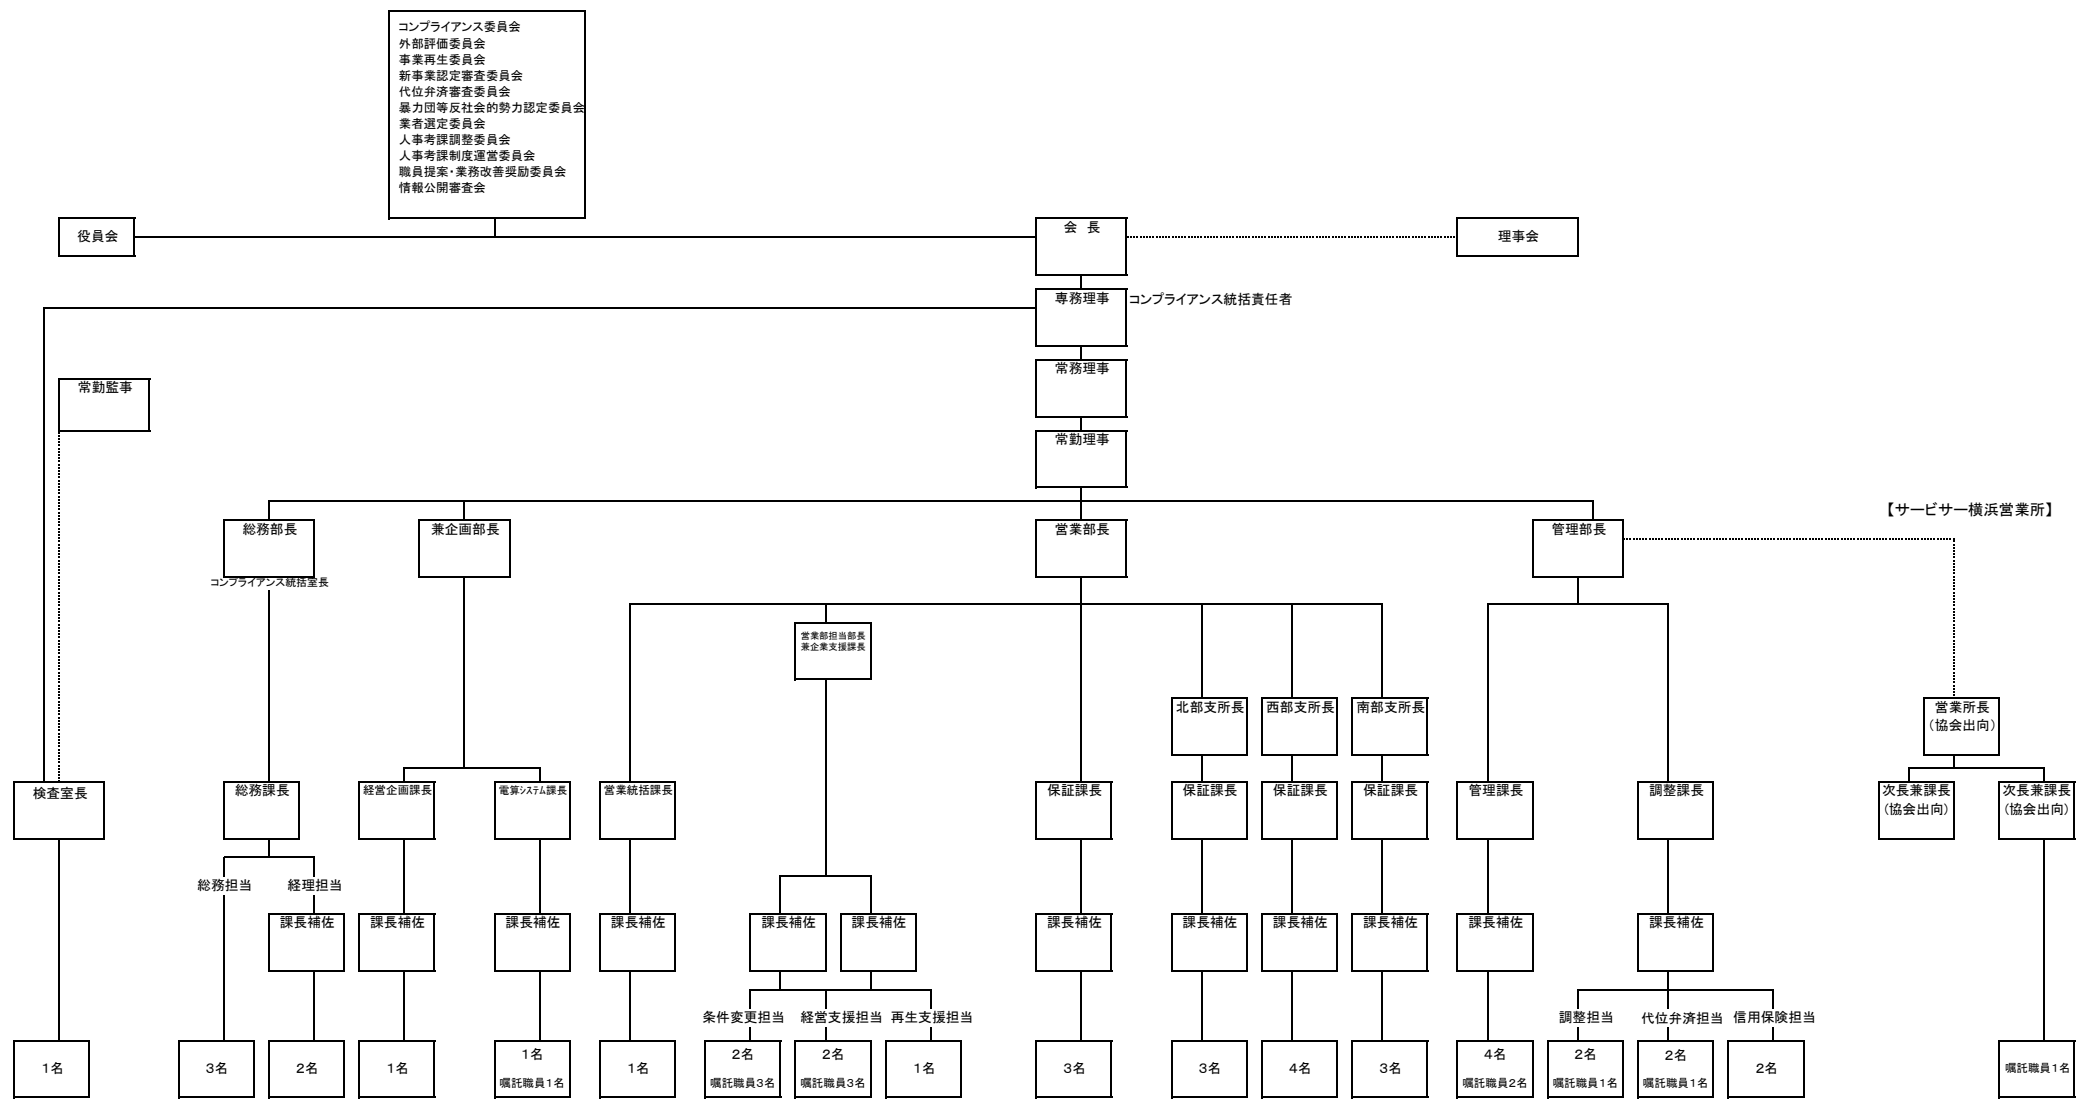 コンプライアンス委員会
外部評価委員会
事業再生委員会
新事業認定審査委員会
代位弁済審査委員会
暴力団等反社会的勢力認定委員会
業者選定委員会
人事考課調整委員会
人事考課制度運営委員会
職員提案・業務改善奨励委員会
情報公開審査会
役員会
会 長
理事会
専務理事
コンプライアンス統括責任者
常務理事
常勤監事
常勤理事
【サービサー横浜営業所】
総務部長
兼企画部長
営業部長
管理部長
コンプライアンス統括室長
営業部担当部長
兼企業支援課長
北部支所長
西部支所長
南部支所長
営業所長
(協会出向)
検査室長
総務課長
経営企画課長
電算システム課長
営業統括課長
保証課長
保証課長
保証課長
保証課長
管理課長
調整課長
次長兼課長
(協会出向)
次長兼課長
(協会出向)
総務担当
経理担当
課長補佐
課長補佐
課長補佐
課長補佐
課長補佐
課長補佐
課長補佐
課長補佐
課長補佐
課長補佐
課長補佐
課長補佐
条件変更担当
経営支援担当
再生支援担当
調整担当
代位弁済担当
信用保険担当
1名
3名
2名
1名
1名
嘱託職員1名
1名
2名
嘱託職員3名
2名
嘱託職員3名
1名
3名
3名
4名
3名
4名
嘱託職員2名
2名
嘱託職員1名
2名
嘱託職員1名
2名
嘱託職員1名